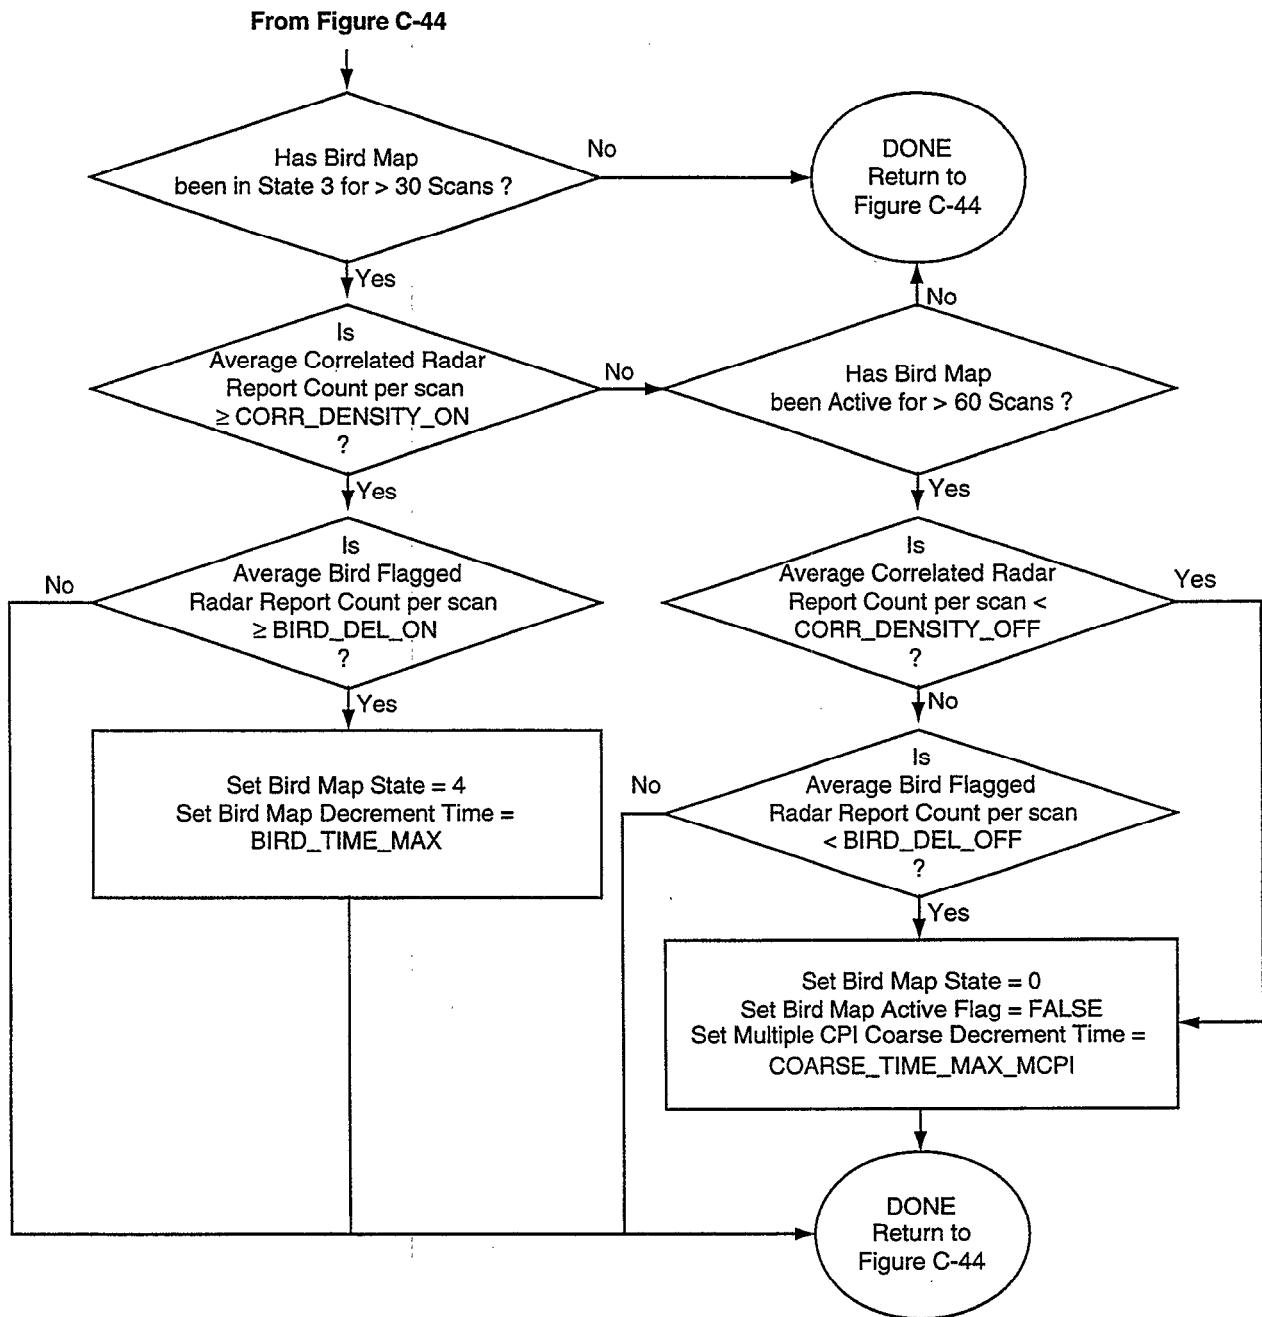 From Figure C-44
Has Bird Map
been in State 3 for > 30 Scans ?
No
DONE
Return to
Figure C-44
Yes
No
Is
Average Correlated Radar
Report Count per scan
≥ CORR_DENSITY_ON
?
No
Has Bird Map
been Active for > 60 Scans ?
Yes
Yes
Is
Average Bird Flagged
Radar Report Count per scan
≥ BIRD_DEL_ON
?
No
Is
Average Correlated Radar
Report Count per scan <
CORR_DENSITY_OFF
?
Yes
Yes
No
Set Bird Map State = 4
Set Bird Map Decrement Time =
BIRD_TIME_MAX
No
Is
Average Bird Flagged
Radar Report Count per scan
< BIRD_DEL_OFF
?
Yes
Set Bird Map State = 0
Set Bird Map Active Flag = FALSE
Set Multiple CPI Coarse Decrement Time =
COARSE_TIME_MAX_MCPI
DONE
Return to
Figure C-44